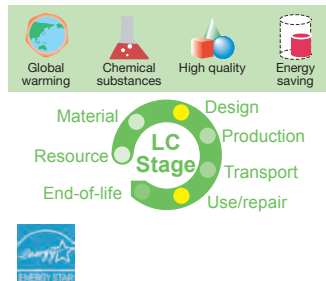 Global
warming
Chemical
substances
High quality
Energy
saving
Material
Design
Resource
LC
Stage
Production
Transport
End-of-life
Use/repair
energy
ENERGY STAR